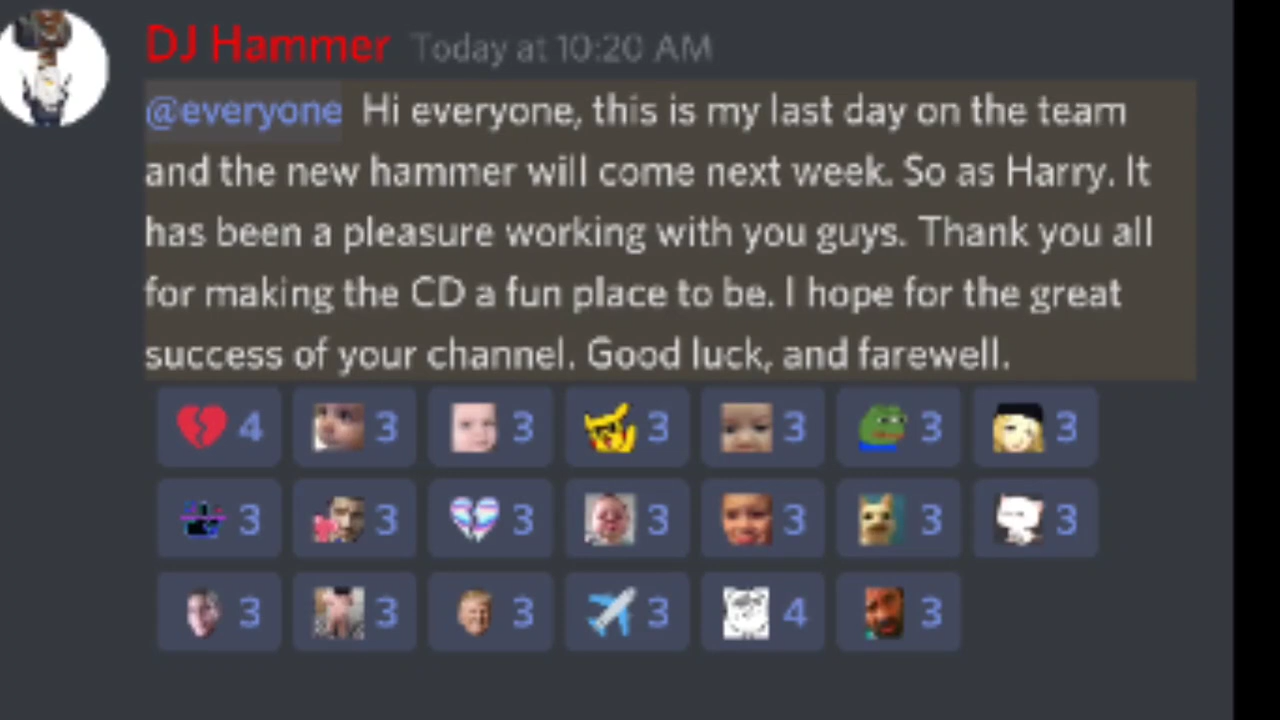 DJ Hammer Today at 10:20 AM
@everyone Hi everyone, this is my last day on the team
and the new hammer will come next week. So as Harry. It
has been a pleasure working with you guys. Thank you all
for making the CD a fun place to be. I hope for the great
success of your channel. Good luck, and farewell.
4 3 3 3 3 3 3
3 3 3 3 3 3 3
3 3 3 3 4 3